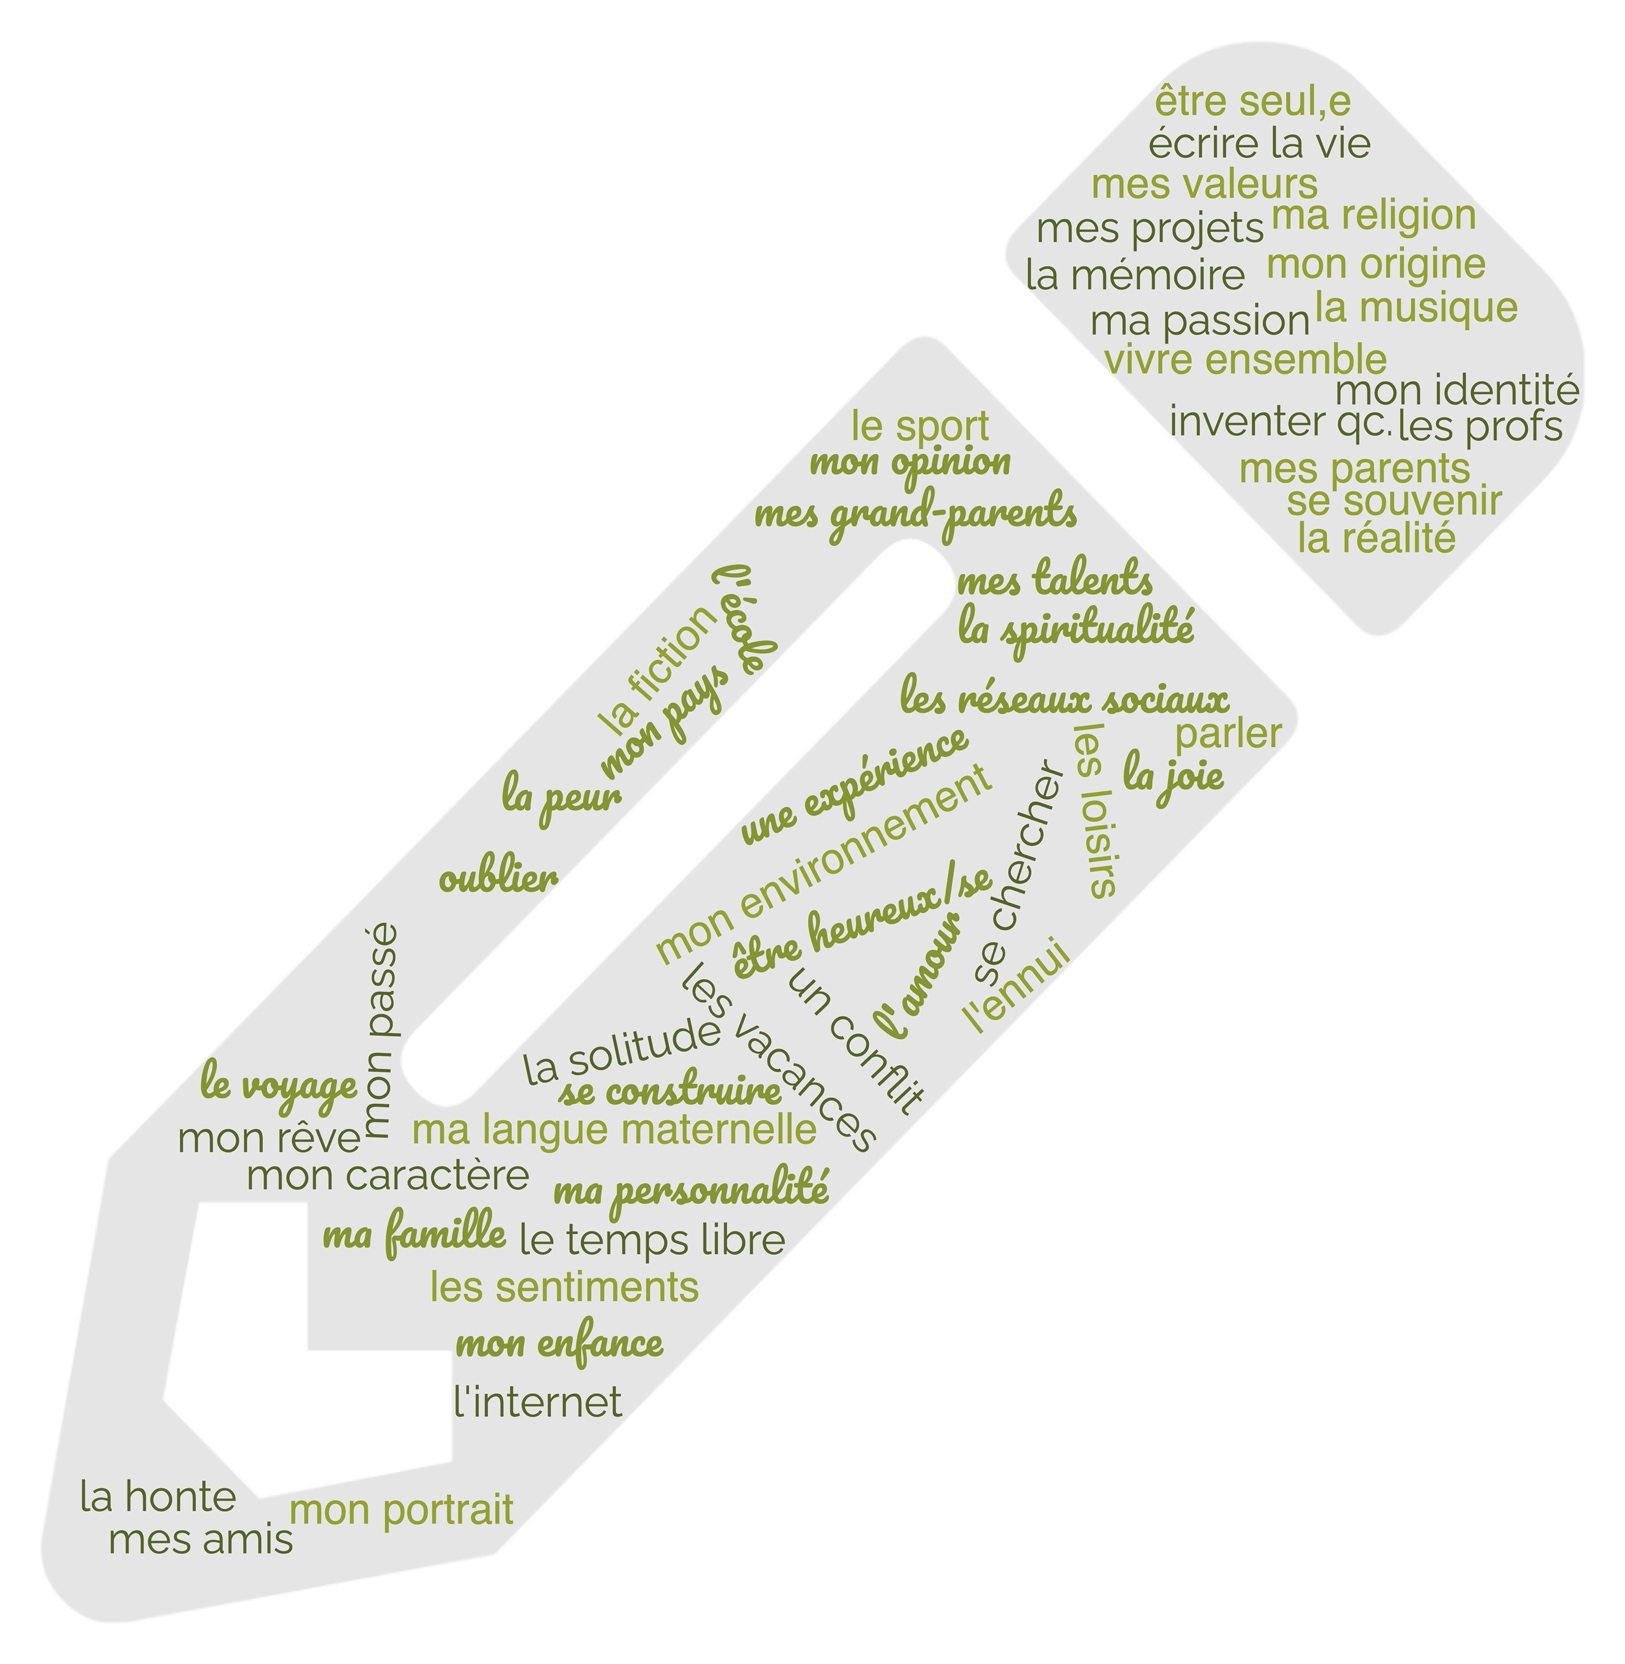 être seul,e
écrire la vie
mes valeurs
mes projets
ma religion
la mémoire
mon origine
ma passion
la musique
vivre ensemble
mon identité
inventer qc.
les profs
mes parents
se souvenir
la réalité
le sport
mon opinion
mes grand-parents
mes talents
la spiritualité
l'école
la fiction
mon pays
la peur
oublier
les réseaux sociaux
parler
la joie
les loisirs
une expérience
mon environnement
se chercher
être heureux/se
l'amour
l'ennui
un conflit
les vacances
la solitude
se construire
mon passé
le voyage
mon rêve
ma langue maternelle
mon caractère
ma personnalité
ma famille
le temps libre
les sentiments
mon enfance
l'internet
la honte
mon portrait
mes amis